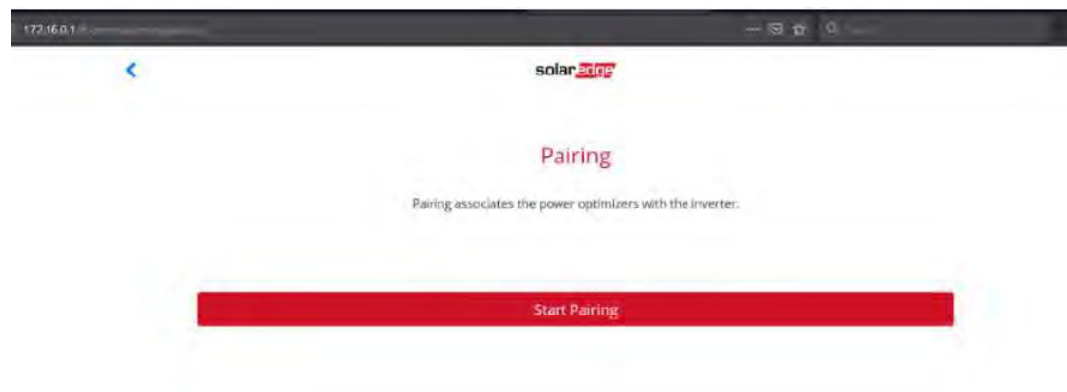 172.16.0.1
solaredge
Pairing
Pairing associates the power optimizers with the inverter.
Start Pairing